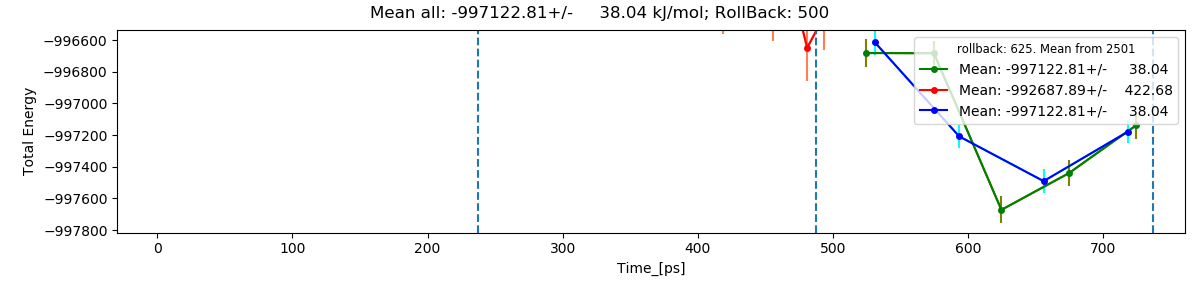 Mean all: -997122.81+/-     38.04 kJ/mol; RollBack: 500
rollback: 625. Mean from 2501
Mean: -997122.81+/-     38.04
Mean: -992687.89+/-    422.68
Mean: -997122.81+/-     38.04
Total Energy
−996600
−996800
−997000
−997200
−997400
−997600
−997800
0 100 200 300 400 500 600 700
Time_[ps]